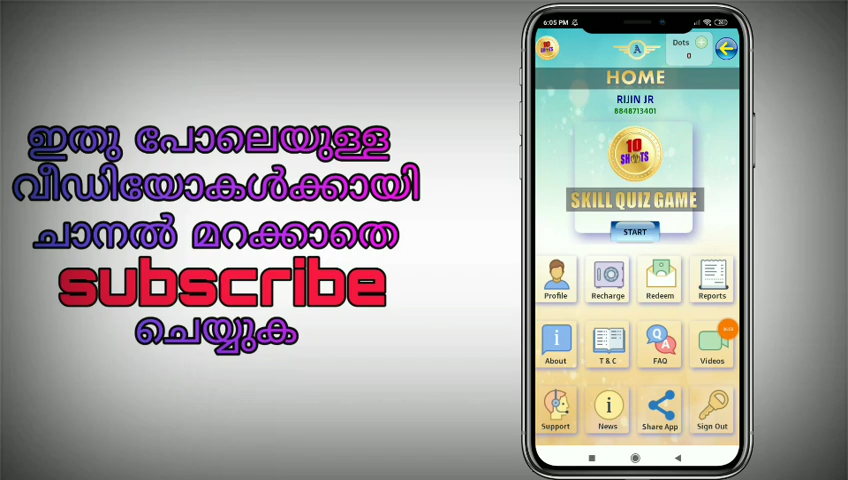 ഇതു പോലെയുള്ള
വീഡിയോകൾക്കായി
ചാനൽ മറക്കാതെ
subscribe
ചെയ്യുക
6:05 PM
Dots
0
A
HOME
RIJIN JR
8848713401
10
SHOTS
SKILL QUIZ GAME
START
Profile
Recharge
Redeem
Reports
About
T & C
FAQ
Videos
Support
News
Share App
Sign Out